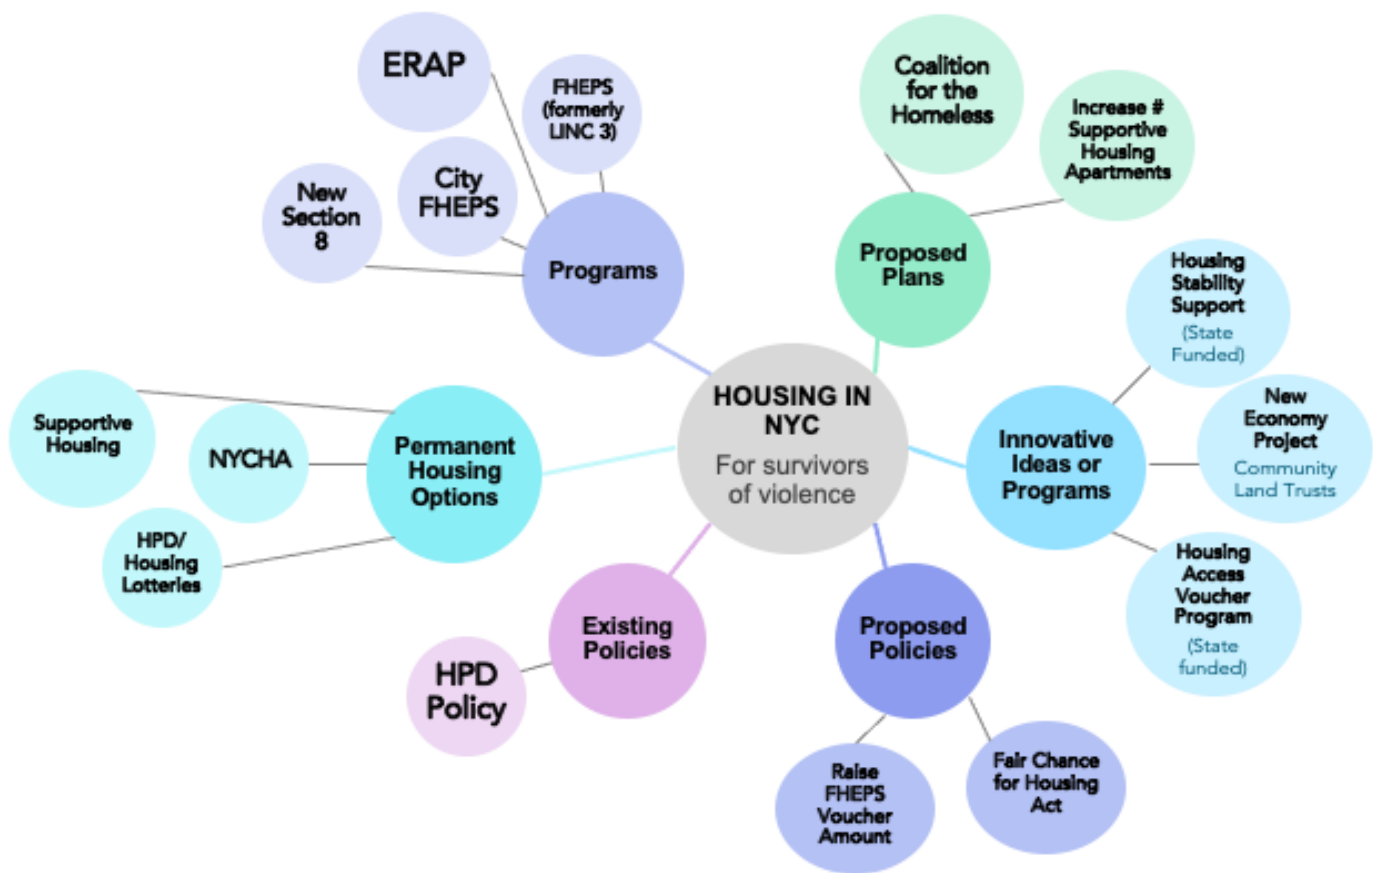 ERAP
FHEPS
(formerly
LINC 3)
City
FHEPS
New
Section
8
Programs
Coalition
for the
Homeless
Increase #
Supportive
Housing
Apartments
Proposed
Plans
HOUSING IN
NYC
For survivors
of violence
Housing
Stability
Support
(State
Funded)
New
Economy
Project
Community
Land Trusts
Housing
Access
Voucher
Program
(State
funded)
Innovative
Ideas or
Programs
Supportive
Housing
NYCHA
HPD/
Housing
Lotteries
Permanent
Housing
Options
Existing
Policies
HPD
Policy
Proposed
Policies
Raise
FHEPS
Voucher
Amount
Fair Chance
for Housing
Act